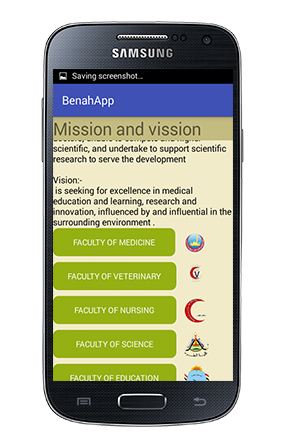 SAMSUNG
Saving screenshot...
BenahApp
Mission and vission
scientific, and undertake to support scientific
research to serve the development
Vision:-
is seeking for excellence in medical
education and learning, research and
innovation, influenced by and influential in the
surrounding environment .
FACULTY OF MEDICINE
FACULTY OF VETERINARY
FACULTY OF NURSING
FACULTY OF SCIENCE
FACULTY OF EDUCATION